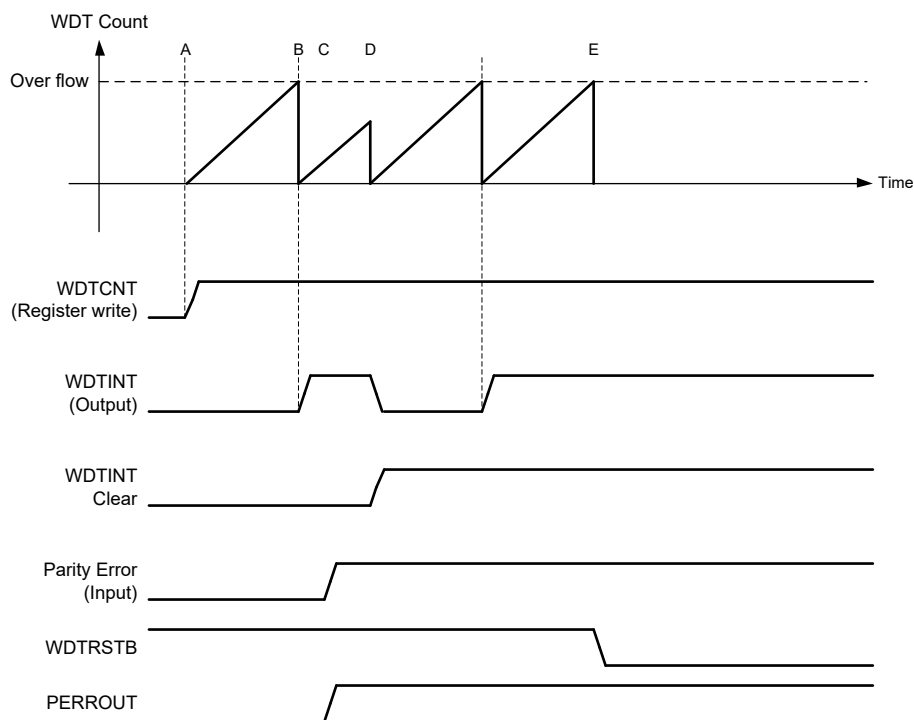 WDT Count
A B C D E
Over flow
Time
WDTCNT
(Register write)
WDTINT
(Output)
WDTINT
Clear
Parity Error
(Input)
WDTRSTB
PERROUT